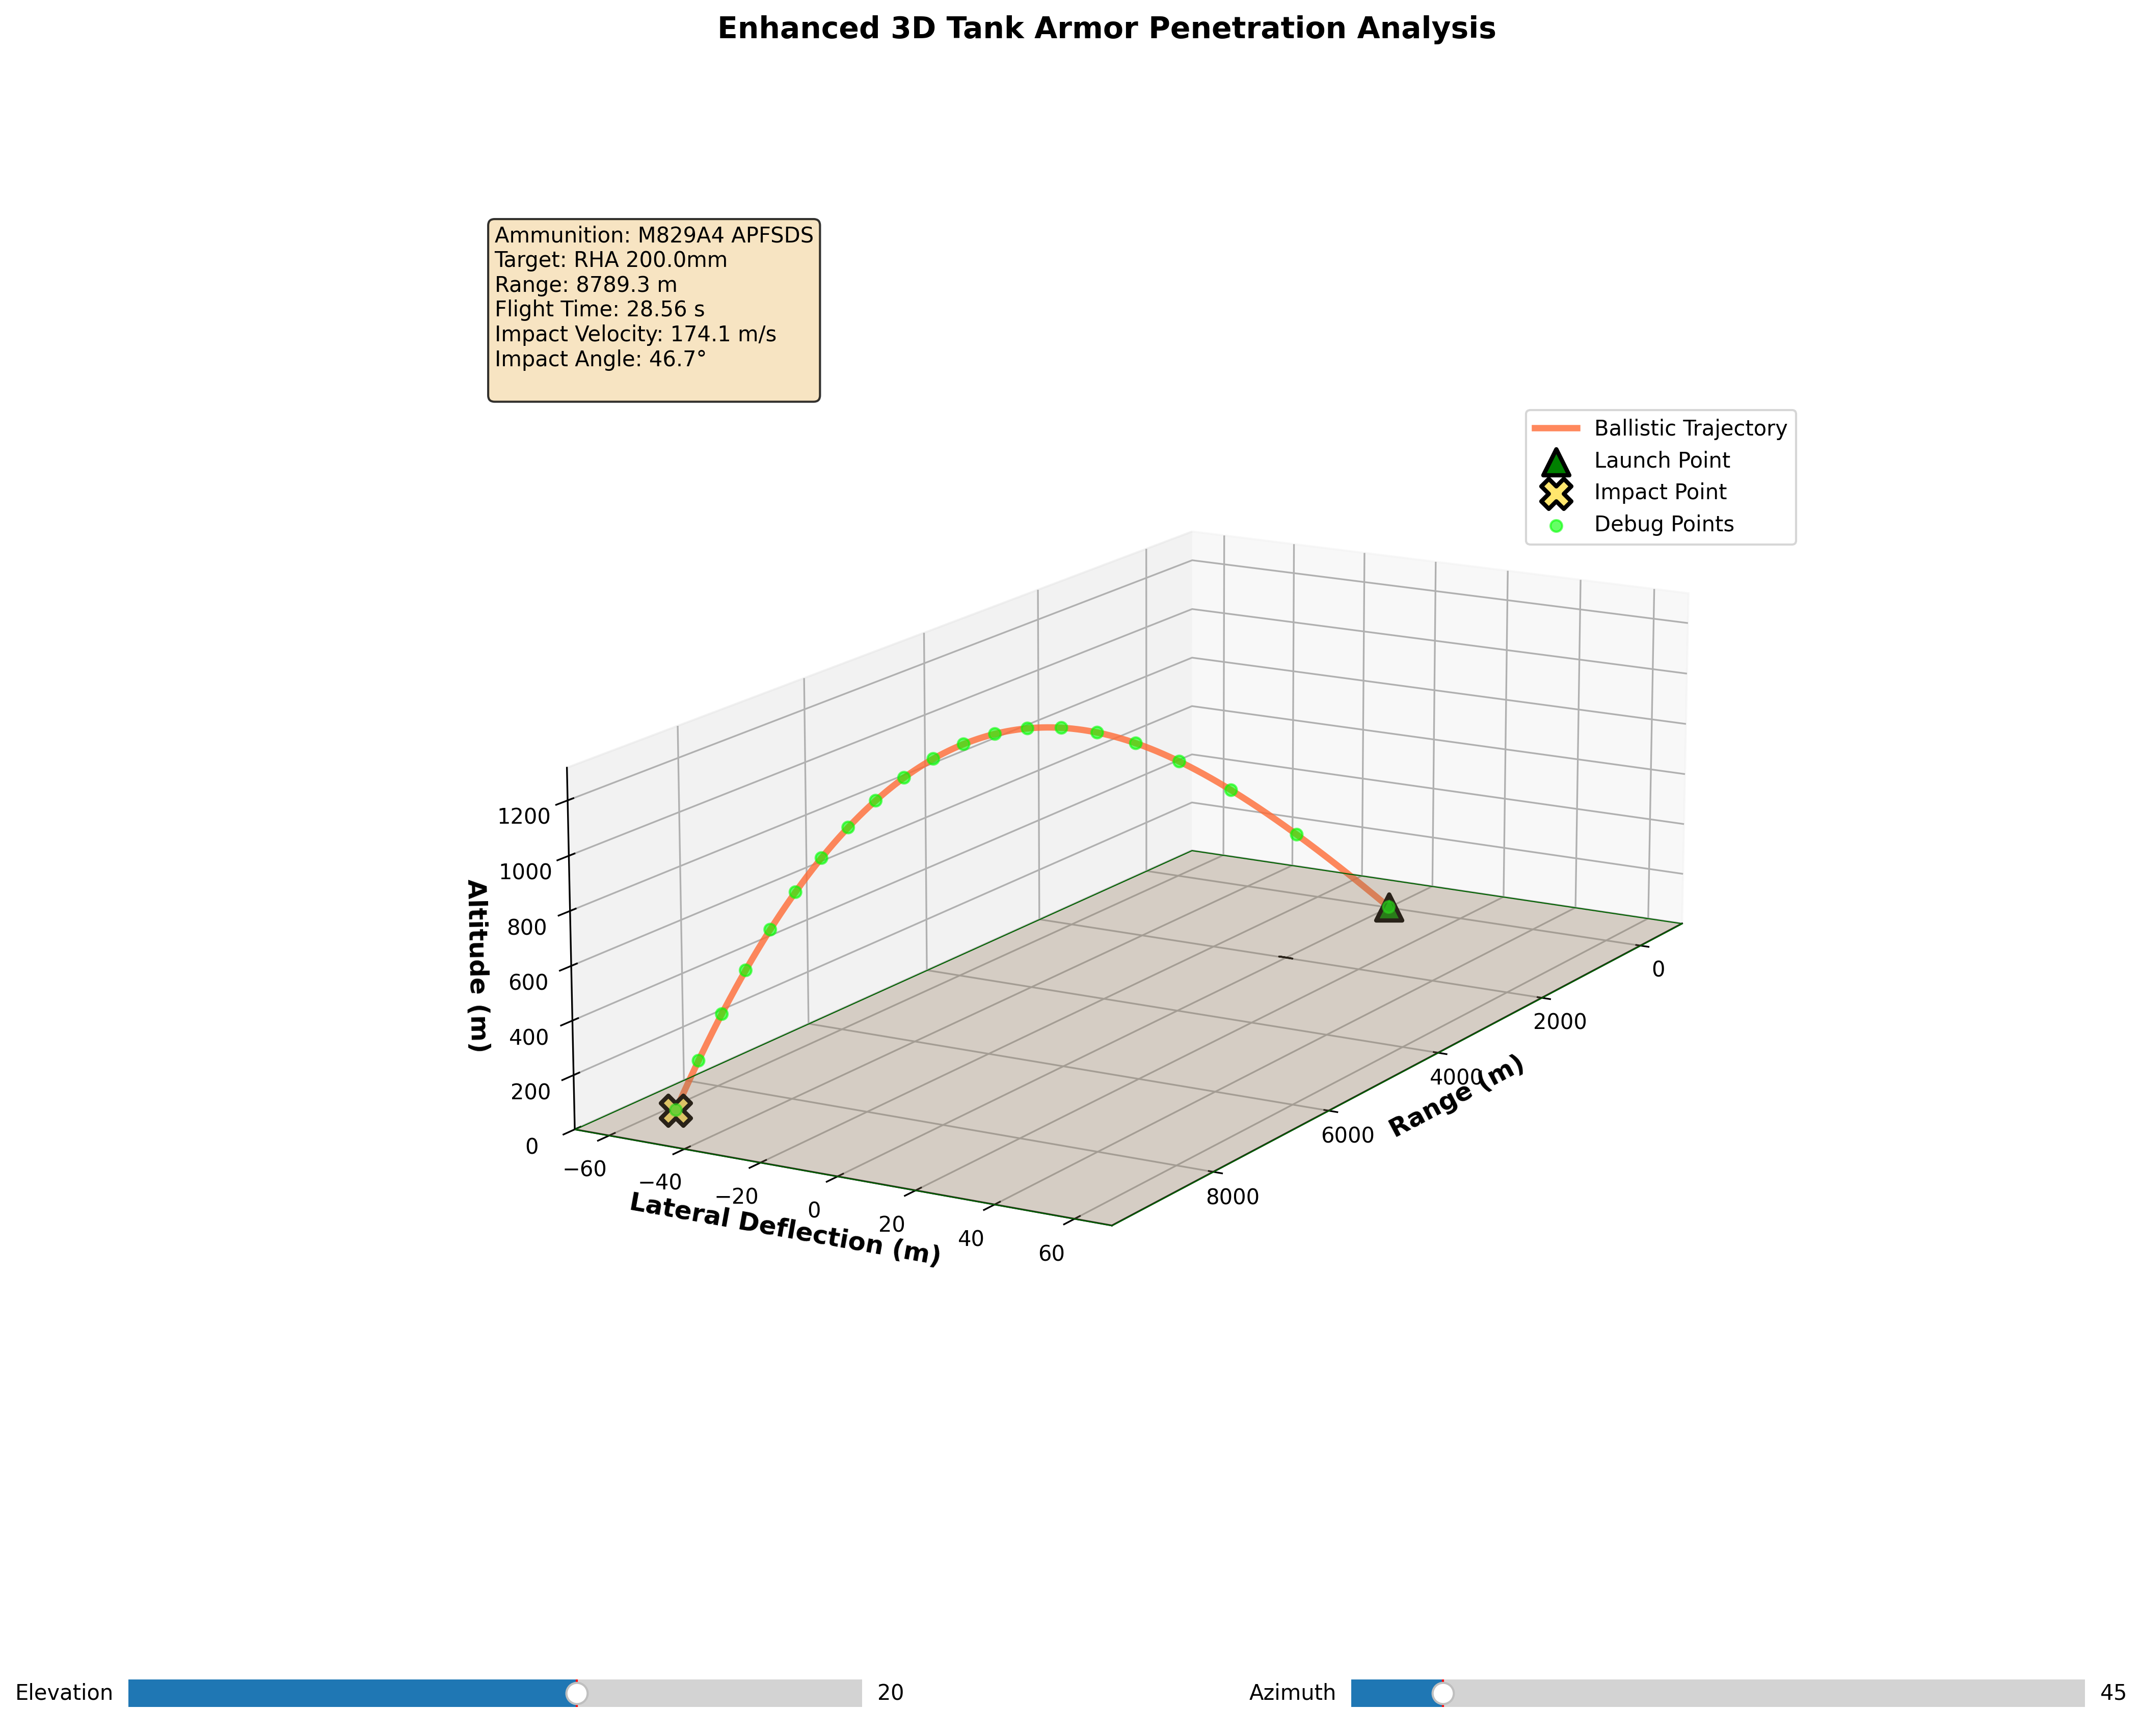 Enhanced 3D Tank Armor Penetration Analysis
Ammunition: M829A4 APFSDS
Target: RHA 200.0mm
Range: 8789.3 m
Flight Time: 28.56 s
Impact Velocity: 174.1 m/s
Impact Angle: 46.7°
Ballistic Trajectory
Launch Point
Impact Point
Debug Points
1200
1000
800
600
400
200
0
Altitude (m)
−60
−40
−20
0
20
40
60
Lateral Deflection (m)
0
2000
4000
6000
8000
Range (m)
Elevation 20
Azimuth 45